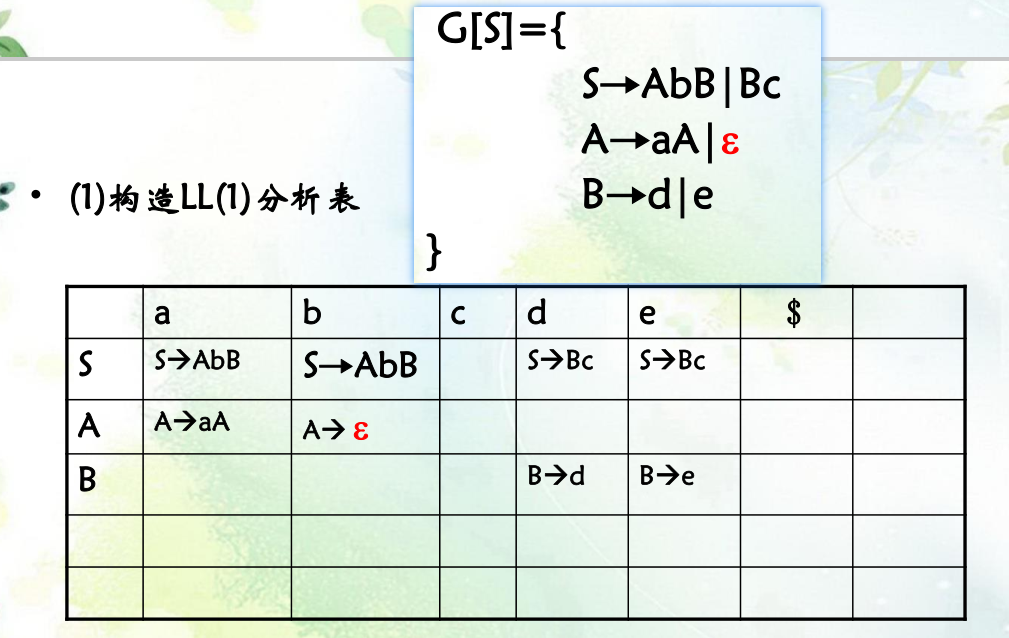 G[S]={
S→AbB|Bc
A→aA|ε
B→d|e
}
• (1)构造LL(1)分析表
a b c d e $
S S→AbB S→AbB S→Bc S→Bc
A A→aA A→ε
B B→d B→e